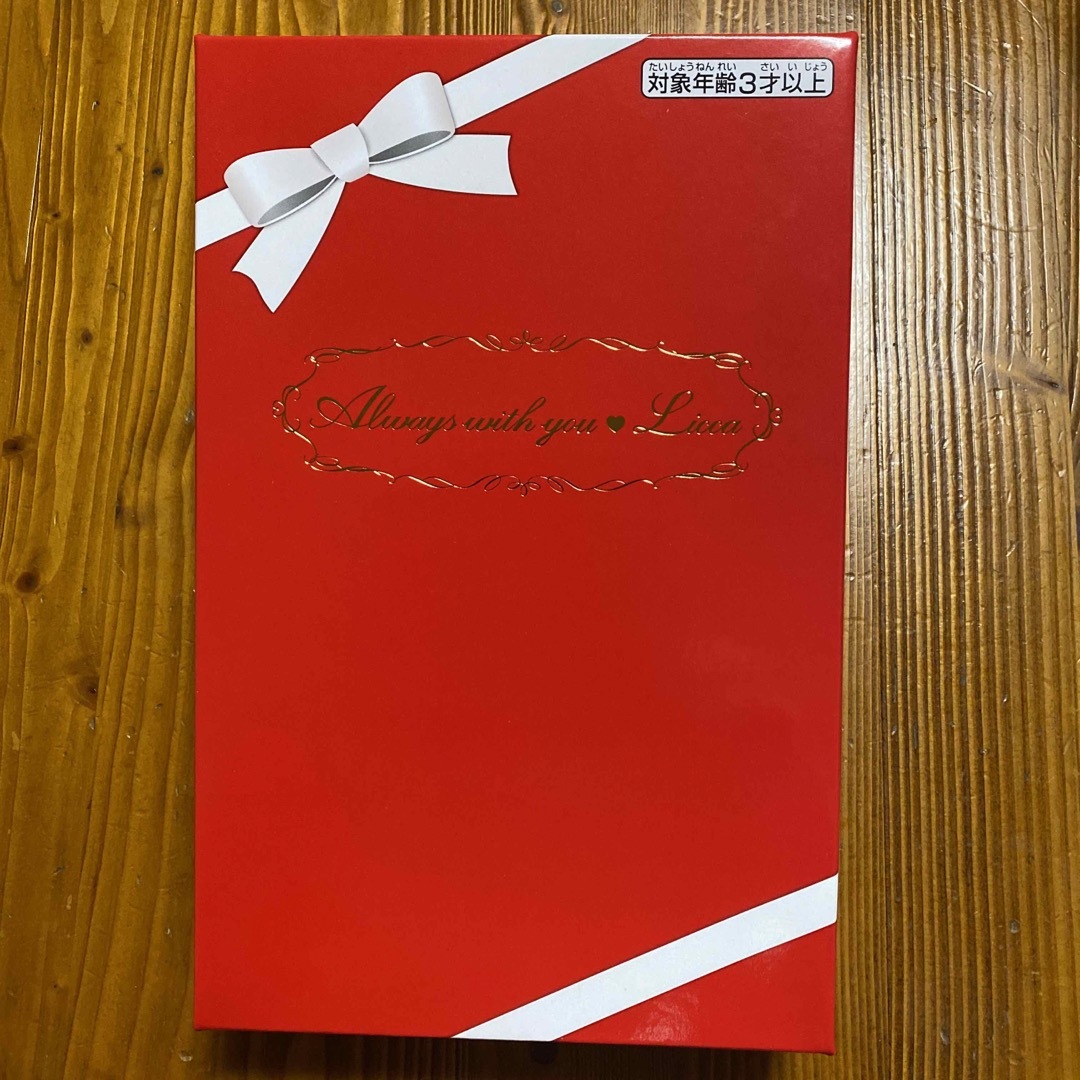 たいしょうねんれい さいいじょう
対象年齢3才以上
Always with you ♥ Licca